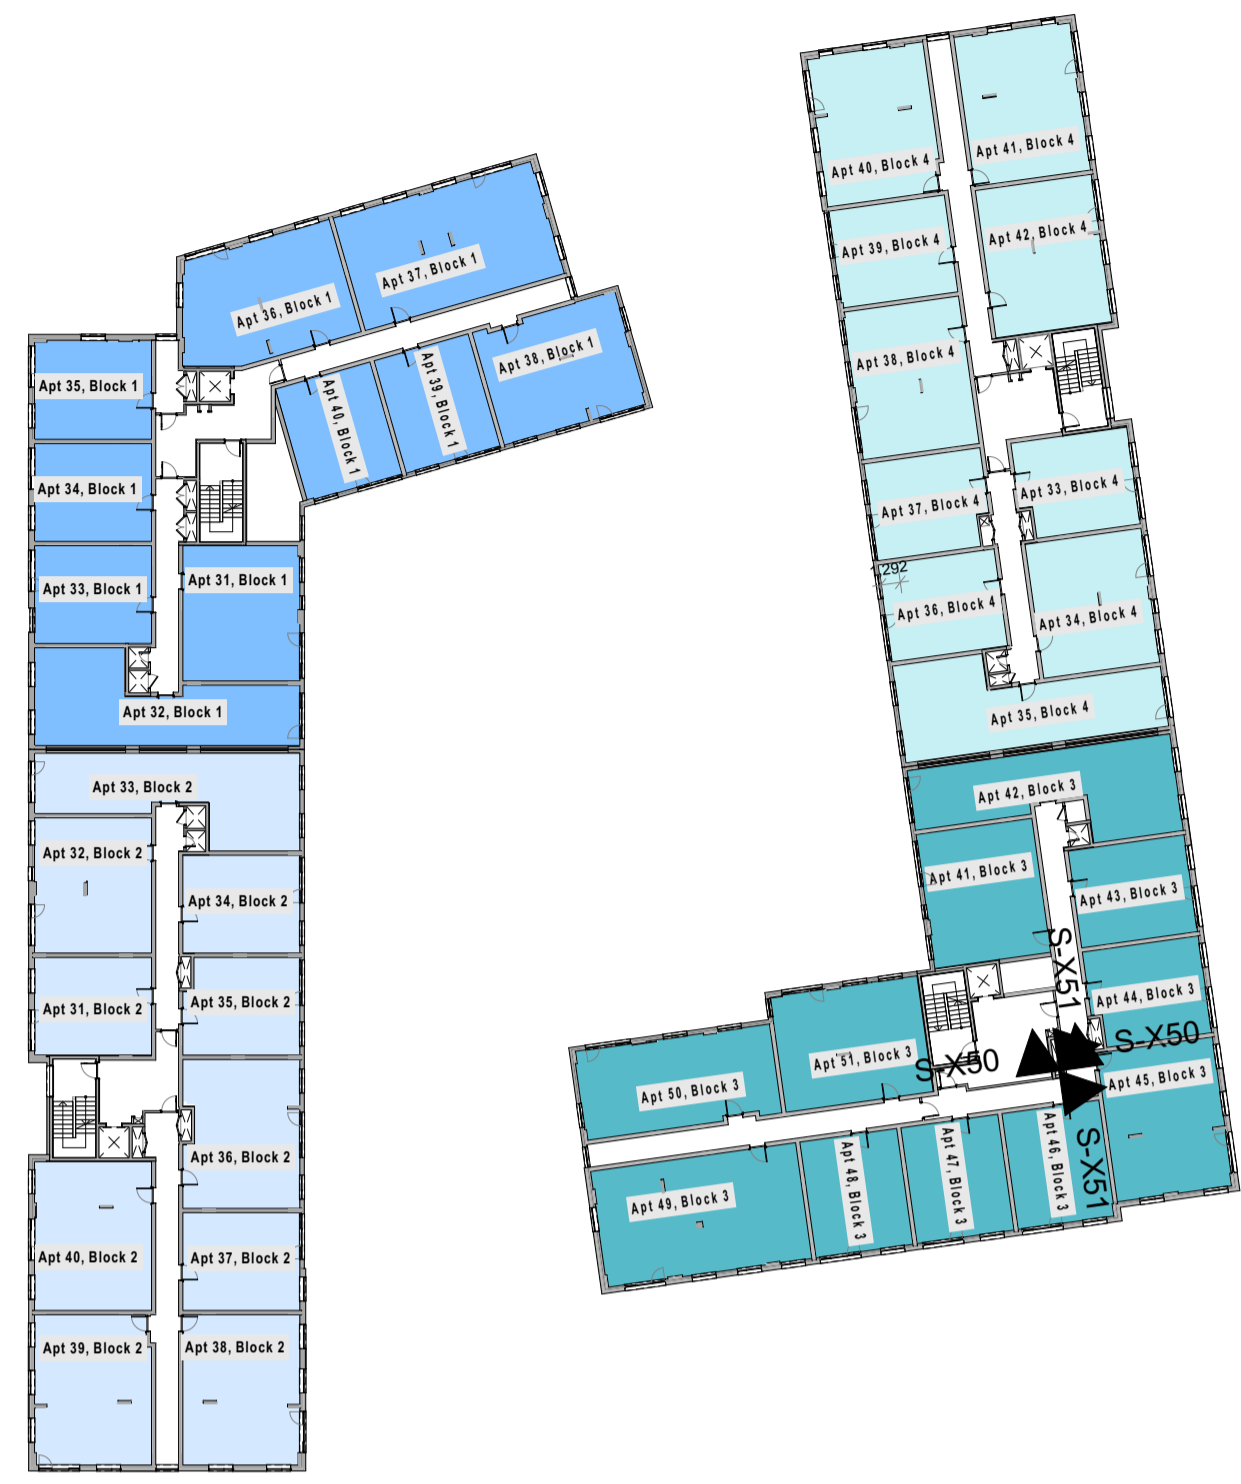 Apt 40, Block 4
Apt 41, Block 4
Apt 39, Block 4
Apt 42, Block 4
Apt 38, Block 4
Apt 37, Block 4
Apt 33, Block 4
Apt 36, Block 4
Apt 34, Block 4
Apt 35, Block 4
Apt 37, Block 1
Apt 36, Block 1
Apt 38, Block 1
Apt 39, Block 1
Apt 40, Block 1
Apt 35, Block 1
Apt 34, Block 1
Apt 33, Block 1
Apt 31, Block 1
Apt 32, Block 1
Apt 33, Block 2
Apt 32, Block 2
Apt 34, Block 2
Apt 31, Block 2
Apt 35, Block 2
Apt 36, Block 2
Apt 40, Block 2
Apt 37, Block 2
Apt 39, Block 2
Apt 38, Block 2
Apt 42, Block 3
Apt 41, Block 3
Apt 43, Block 3
Apt 44, Block 3
Apt 45, Block 3
Apt 51, Block 3
Apt 50, Block 3
Apt 49, Block 3
Apt 48, Block 3
Apt 47, Block 3
Apt 46, Block 3
S-X51
S-X50
S-X50
S-X51